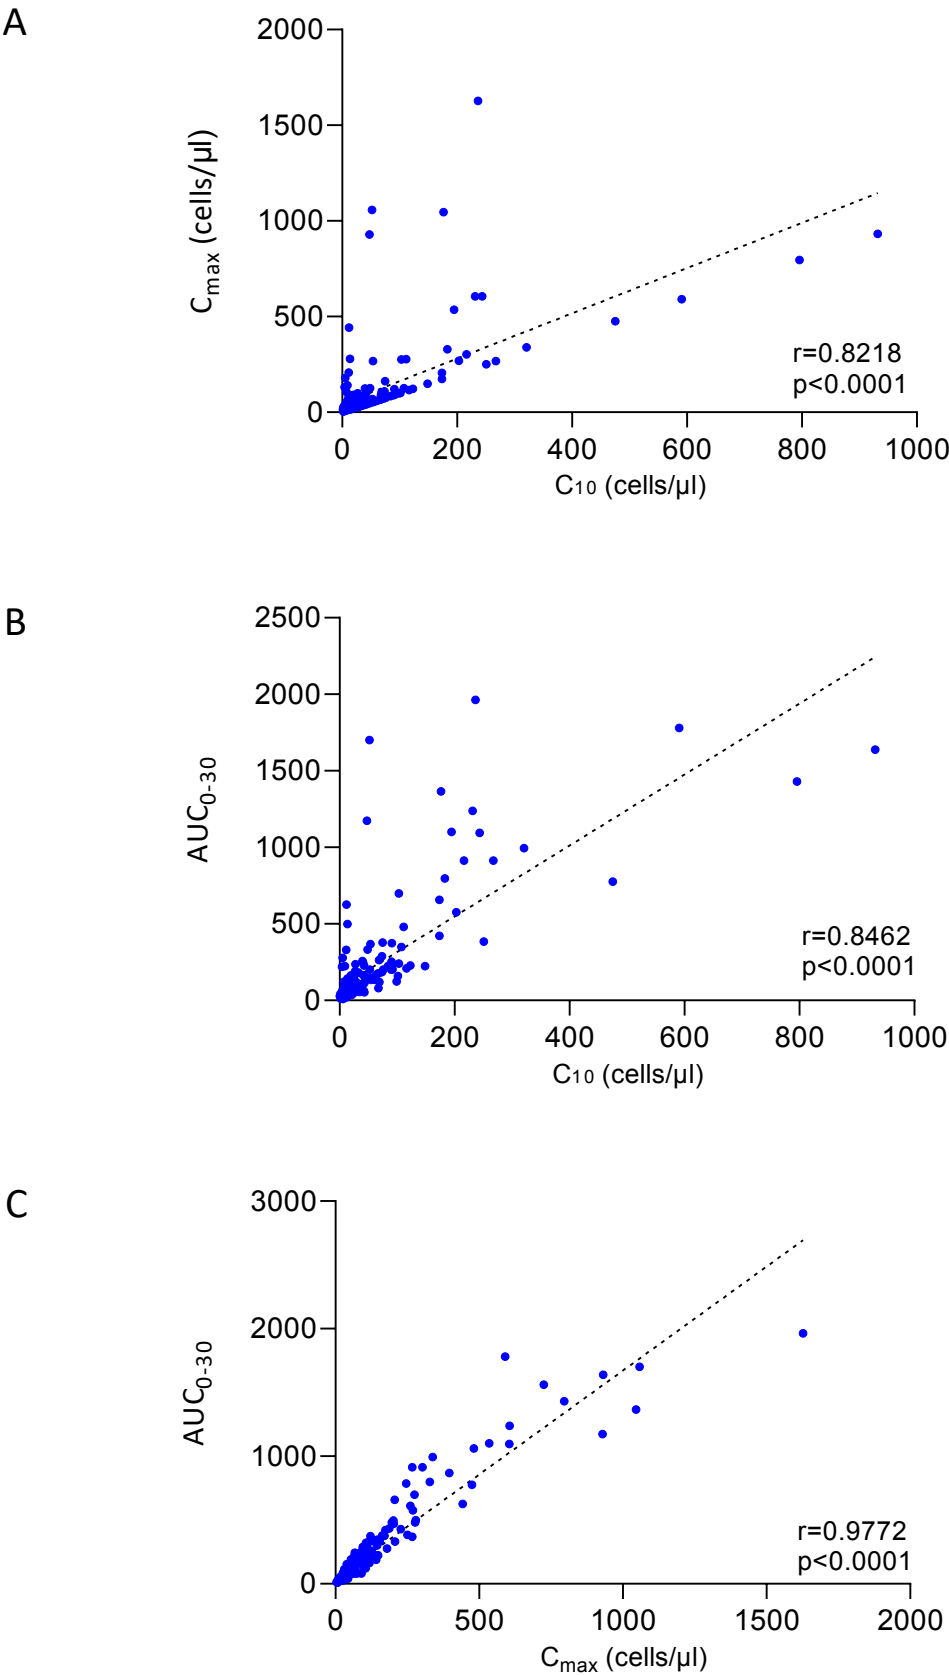 A
2000
1500
1000
500
0
Cmax (cells/µl)
r=0.8218
p<0.0001
0 200 400 600 800 1000
C10 (cells/µl)
B
2500
2000
1500
1000
500
0
AUC0-30
r=0.8462
p<0.0001
0 200 400 600 800 1000
C10 (cells/µl)
C
3000
2000
1000
0
AUC0-30
r=0.9772
p<0.0001
0 500 1000 1500 2000
Cmax (cells/µl)